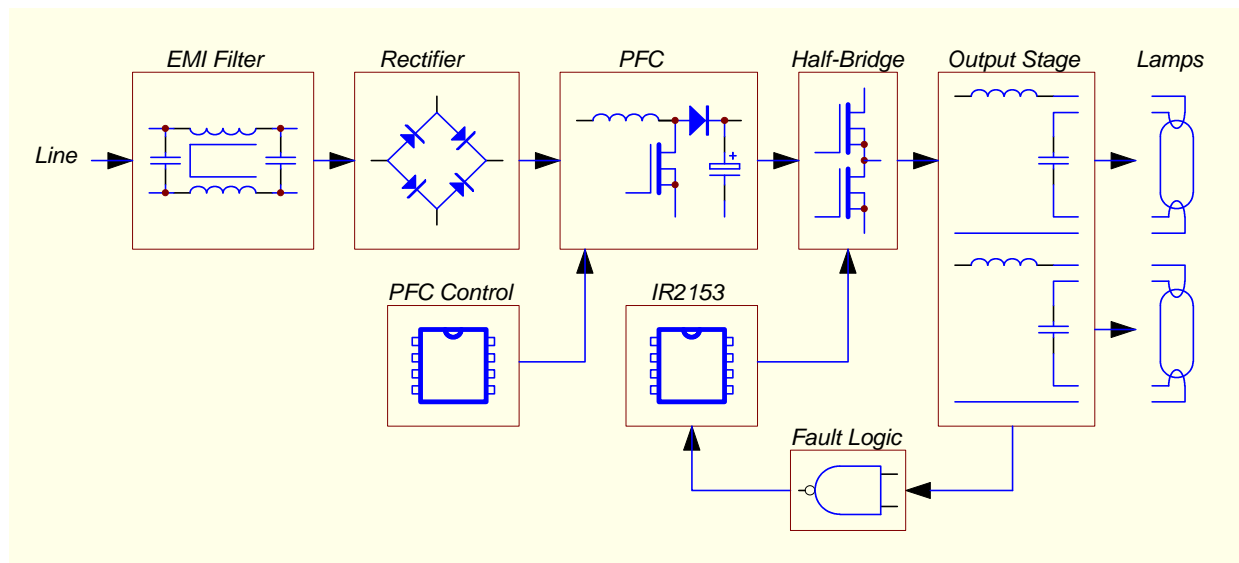 EMI Filter
Rectifier
PFC
Half-Bridge
Output Stage
Lamps
Line
+
PFC Control
IR2153
Fault Logic